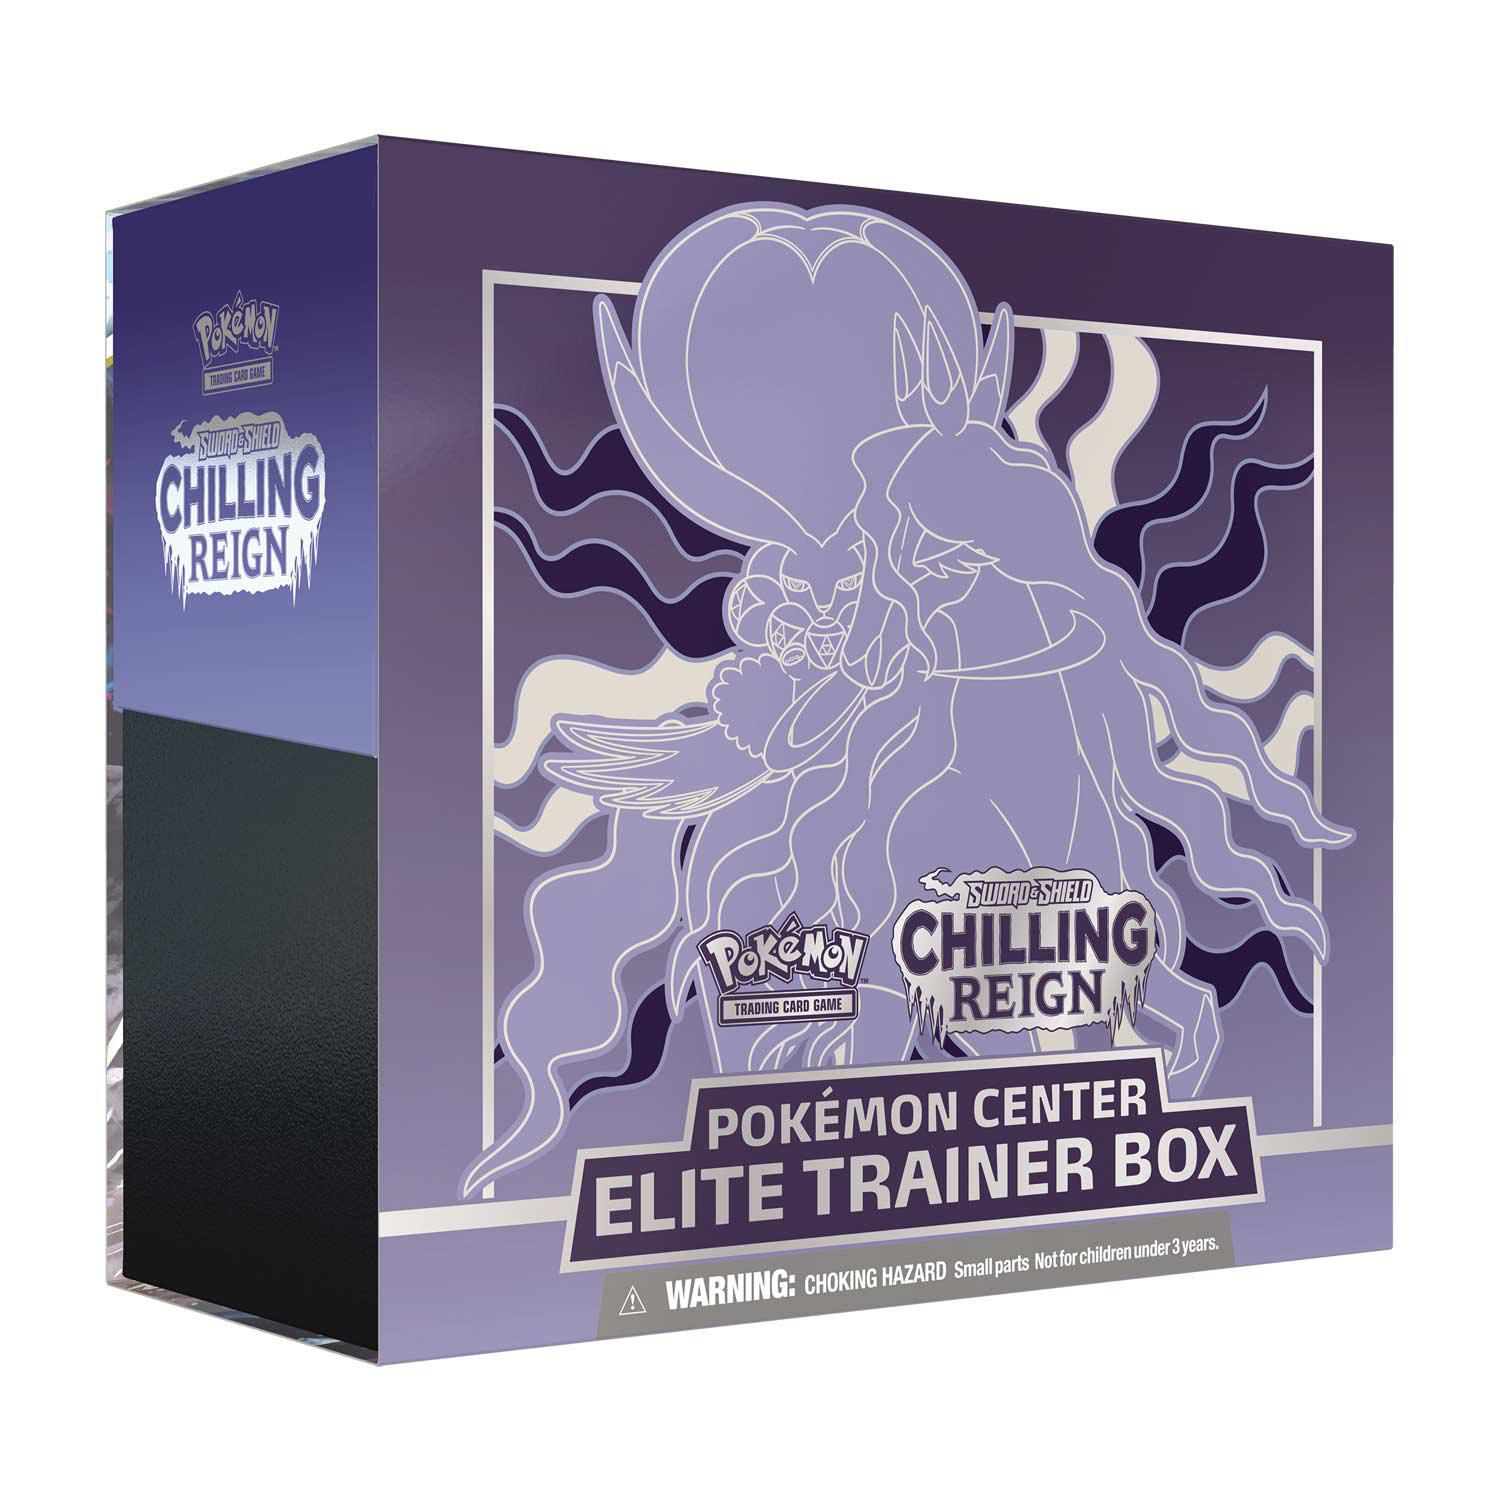 POKéMON
TRADING CARD GAME
SWORD & SHIELD
CHILLING
REIGN
POKéMON
TRADING CARD GAME
SWORD & SHIELD
CHILLING
REIGN
POKÉMON CENTER
ELITE TRAINER BOX
WARNING: CHOKING HAZARD Small parts Not for children under 3 years.